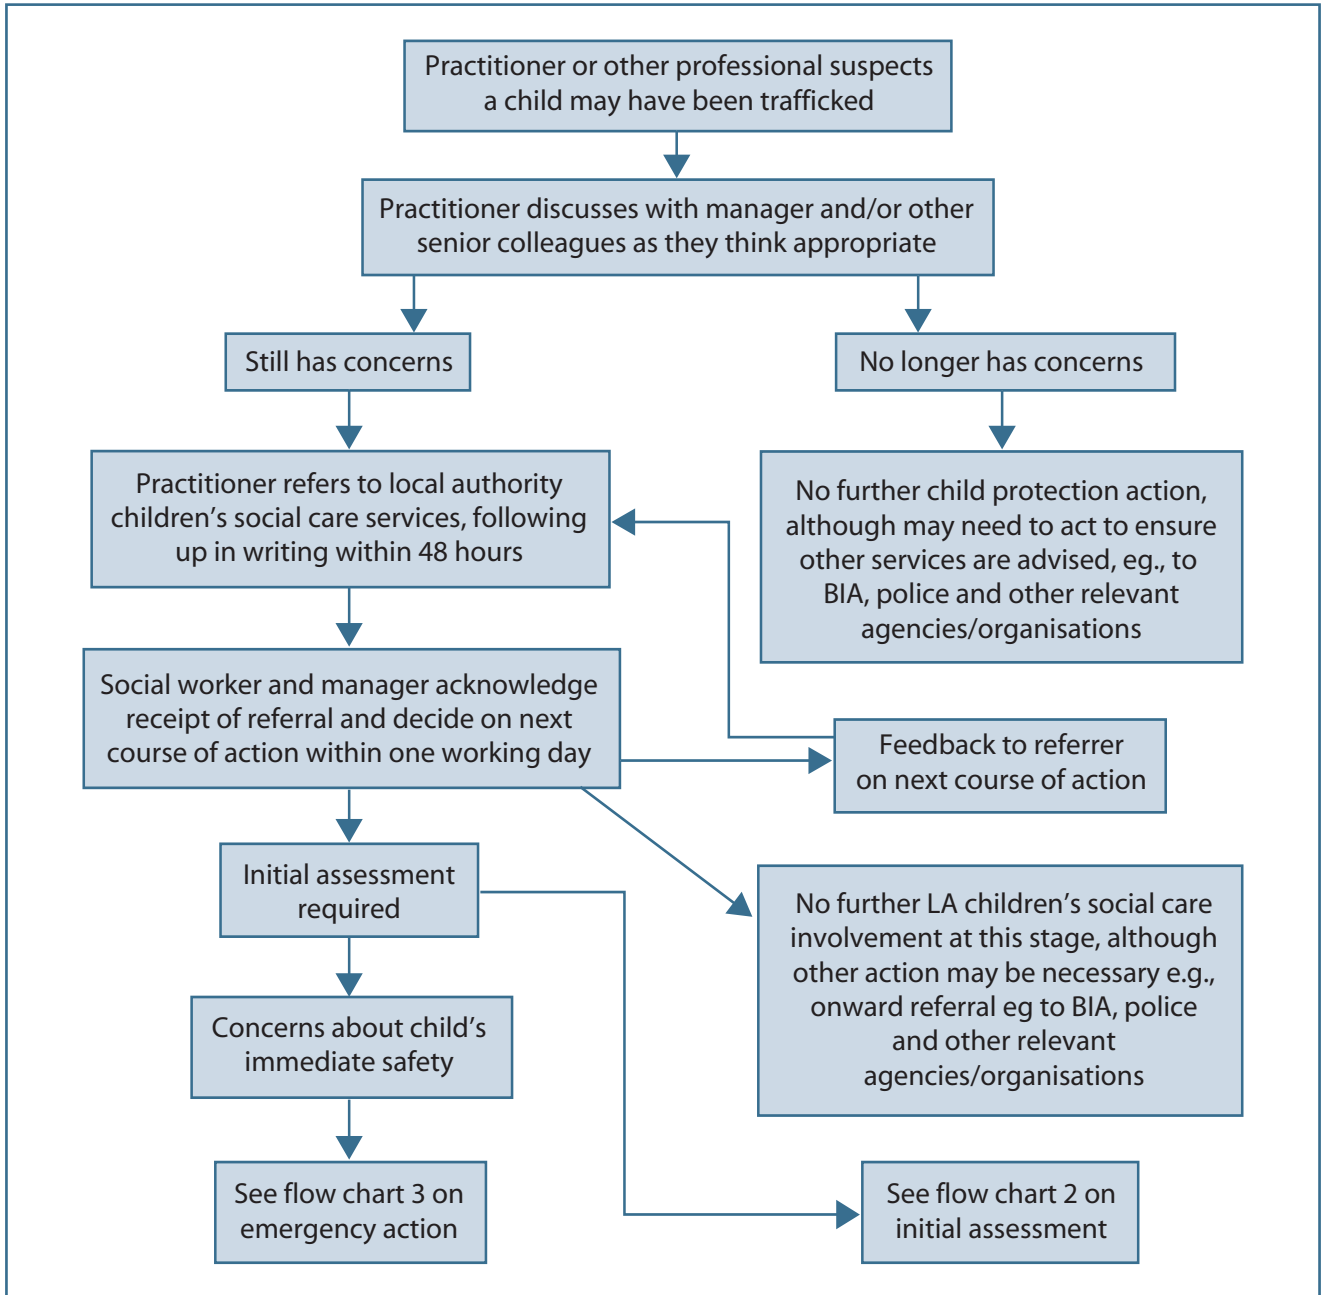 Practitioner or other professional suspects
a child may have been trafficked
Practitioner discusses with manager and/or other
senior colleagues as they think appropriate
Still has concerns
No longer has concerns
Practitioner refers to local authority
children’s social care services, following
up in writing within 48 hours
No further child protection action,
although may need to act to ensure
other services are advised, eg., to
BIA, police and other relevant
agencies/organisations
Social worker and manager acknowledge
receipt of referral and decide on next
course of action within one working day
Feedback to referrer
on next course of action
Initial assessment
required
No further LA children’s social care
involvement at this stage, although
other action may be necessary e.g.,
onward referral eg to BIA, police
and other relevant
agencies/organisations
Concerns about child’s
immediate safety
See flow chart 3 on
emergency action
See flow chart 2 on
initial assessment